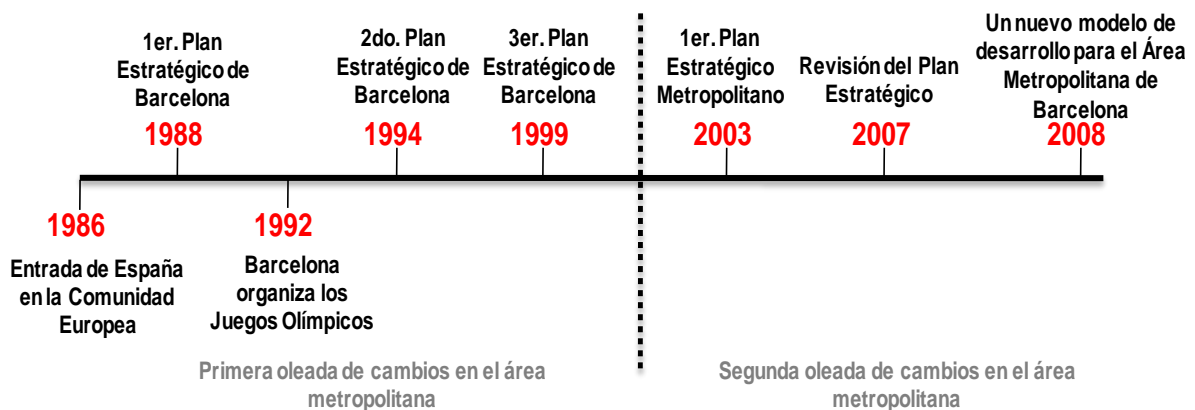 1er. Plan
Estratégico de
Barcelona
1988
2do. Plan
Estratégico de
Barcelona
1994
3er. Plan
Estratégico de
Barcelona
1999
1er. Plan
Estratégico
Metropolitano
2003
Revisión del Plan
Estratégico
2007
Un nuevo modelo de
desarrollo para el Área
Metropolitana de
Barcelona
2008
1986
Entrada de España
en la Comunidad
Europea
1992
Barcelona
organiza los
Juegos Olímpicos
Primera oleada de cambios en el área
metropolitana
Segunda oleada de cambios en el área
metropolitana